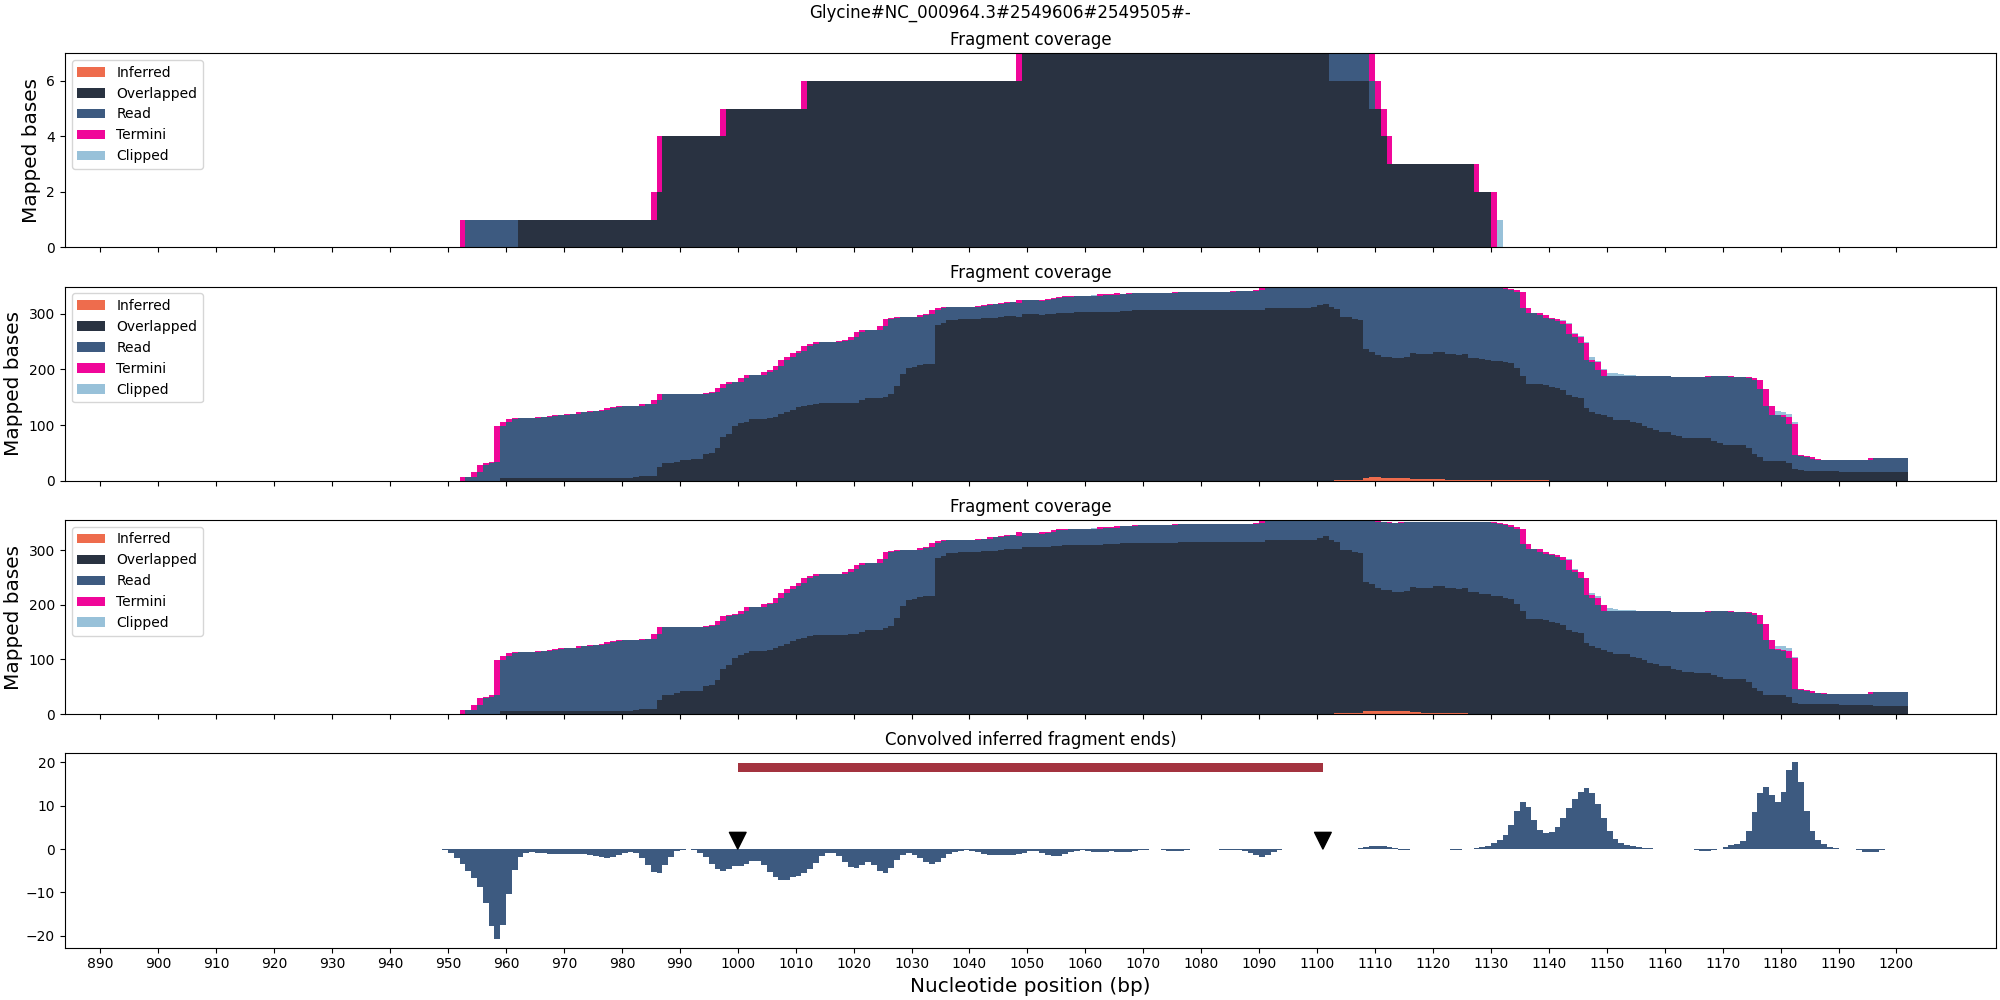 Glycine#NC_000964.3#2549606#2549505#-
Fragment coverage
Mapped bases
6
4
2
0
Inferred
Overlapped
Read
Termini
Clipped
Fragment coverage
Mapped bases
300
200
100
0
Inferred
Overlapped
Read
Termini
Clipped
Fragment coverage
Mapped bases
300
200
100
0
Inferred
Overlapped
Read
Termini
Clipped
Convolved inferred fragment ends)
20
10
0
−10
−20
890 900 910 920 930 940 950 960 970 980 990 1000 1010 1020 1030 1040 1050 1060 1070 1080 1090 1100 1110 1120 1130 1140 1150 1160 1170 1180 1190 1200
Nucleotide position (bp)